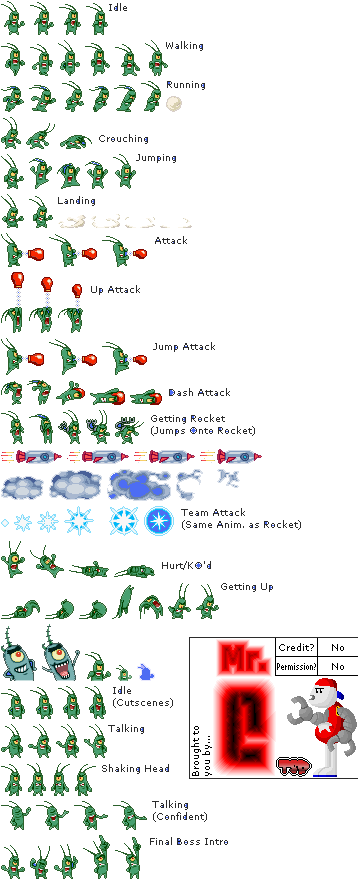 Idle
Walking
Running
Crouching
Jumping
Landing
Attack
Up Attack
Jump Attack
Dash Attack
Getting Rocket
(Jumps Onto Rocket)
Team Attack
(Same Anim. as Rocket)
Hurt/KO'd
Getting Up
Idle
(Cutscenes)
Talking
Shaking Head
Talking
(Confident)
Final Boss Intro
Brought to
you by...
Mr.
C
Credit? No
Permission? No